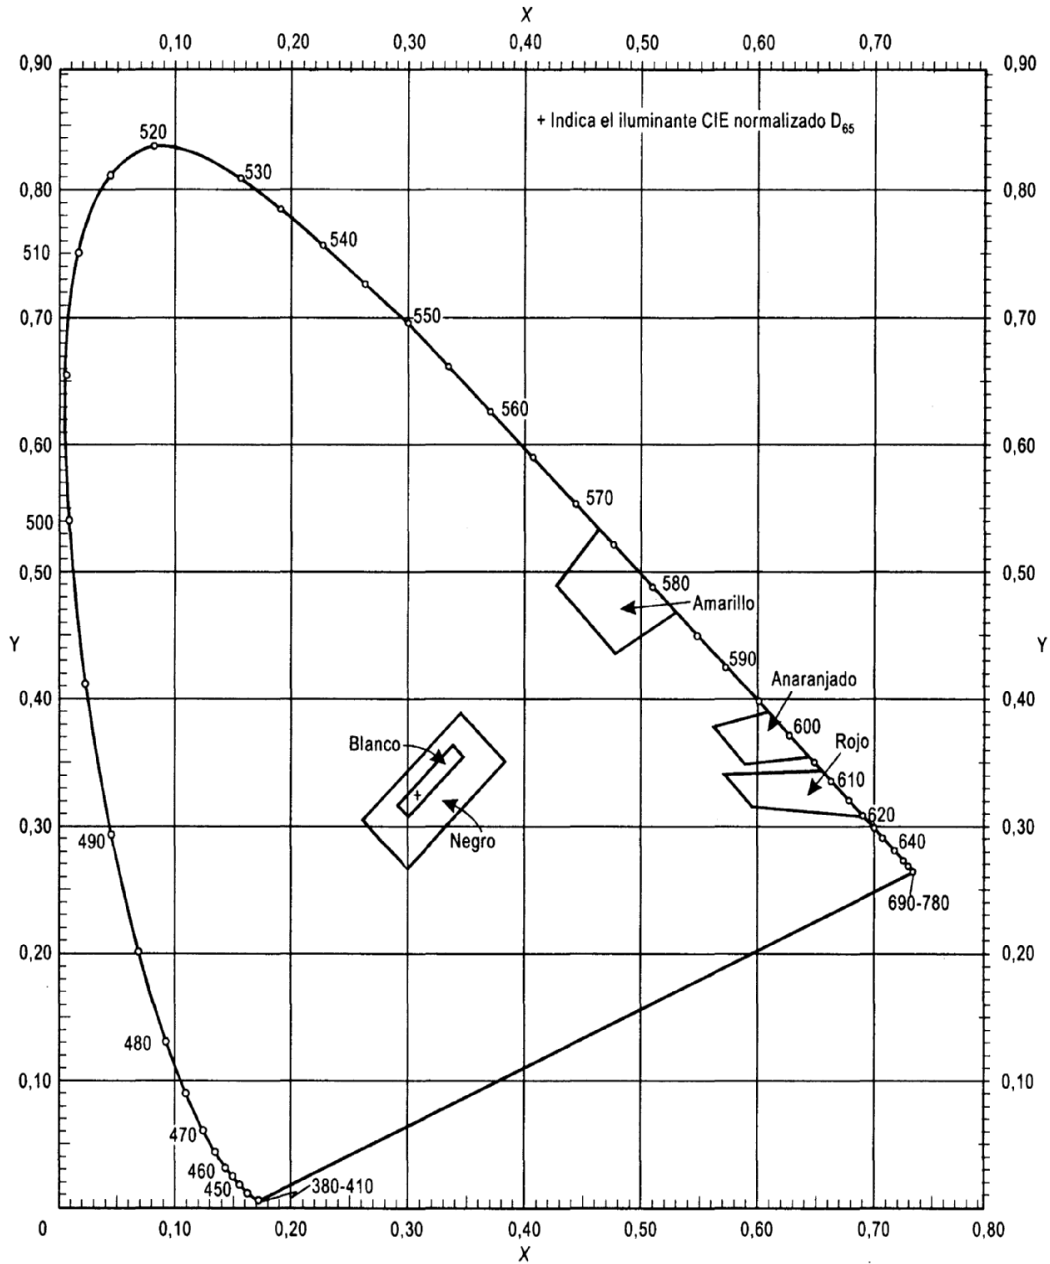 X
0,10 0,20 0,30 0,40 0,50 0,60 0,70
0,90 0,90
+ Indica el iluminante CIE normalizado D65
520
530
0,80 0,80
540
510
0,70 550 0,70
560
0,60 0,60
570
500
0,50 580 0,50
Amarillo
Y 590 Y
Anaranjado
0,40 0,40
600
Rojo
Blanco
610
620
0,30 0,30
490 Negro 640
690-780
0,20 0,20
480
0,10 0,10
470
460
450 380-410
0 0,10 0,20 0,30 0,40 0,50 0,60 0,70 0,80
X